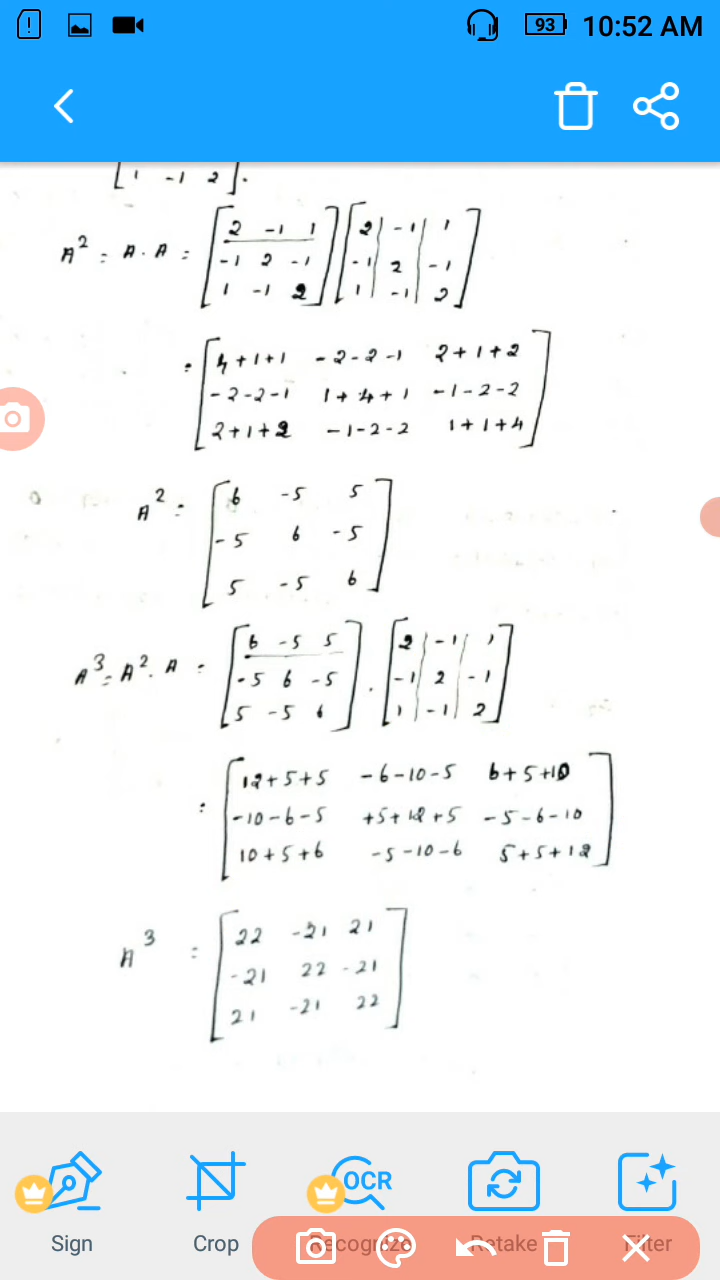 93 10:52 AM
[1 -1 2].
A² = A . A = [2 -1 1] [2 -1 1]
[-1 2 -1] [-1 2 -1]
[1 -1 2] [1 -1 2]
= [4+1+1 -2-2-1 2+1+2]
[-2-2-1 1+4+1 -1-2-2]
[2+1+2 -1-2-2 1+1+4]
A² = [6 -5 5]
[-5 6 -5]
[5 -5 6]
A³ = A² . A = [6 -5 5] . [2 -1 1]
[-5 6 -5] [-1 2 -1]
[5 -5 6] [1 -1 2]
= [12+5+5 -6-10-5 6+5+10]
[-10-6-5 +5+12+5 -5-6-10]
[10+5+6 -5-10-6 5+5+12]
A³ = [22 -21 21]
[-21 22 -21]
[21 -21 22]
OCR
Sign Crop Recognize Retake Filter